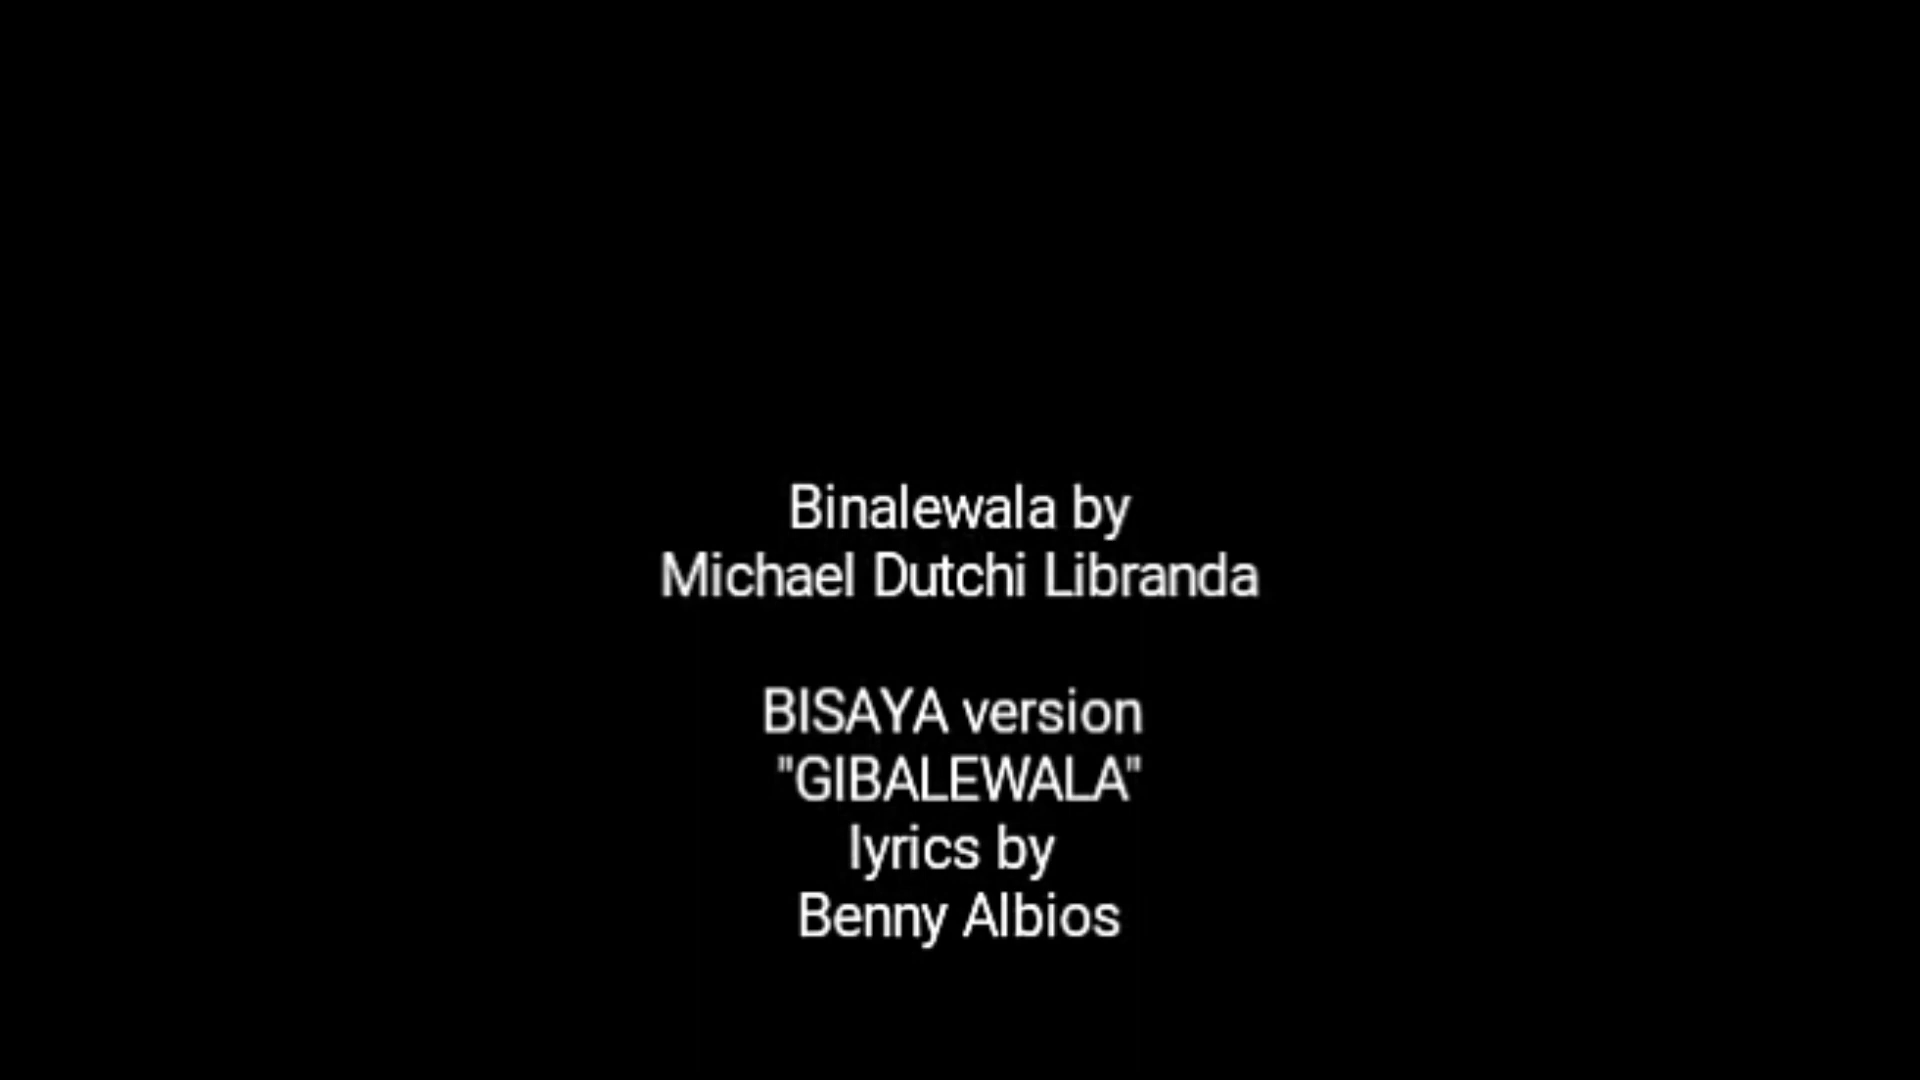 Binalewala by
Michael Dutchi Libranda
BISAYA version
"GIBALEWALA"
lyrics by
Benny Albios